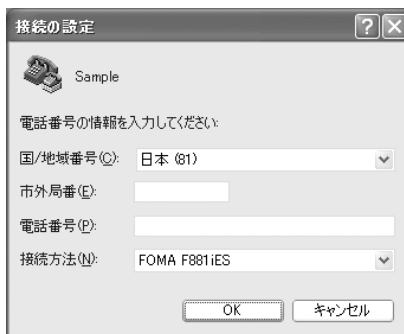 接続の設定
Sample
電話番号の情報を入力してください:
国/地域番号(C): 日本 (81)
市外局番(E):
電話番号(P):
接続方法(N): FOMA F881iES
OK キャンセル